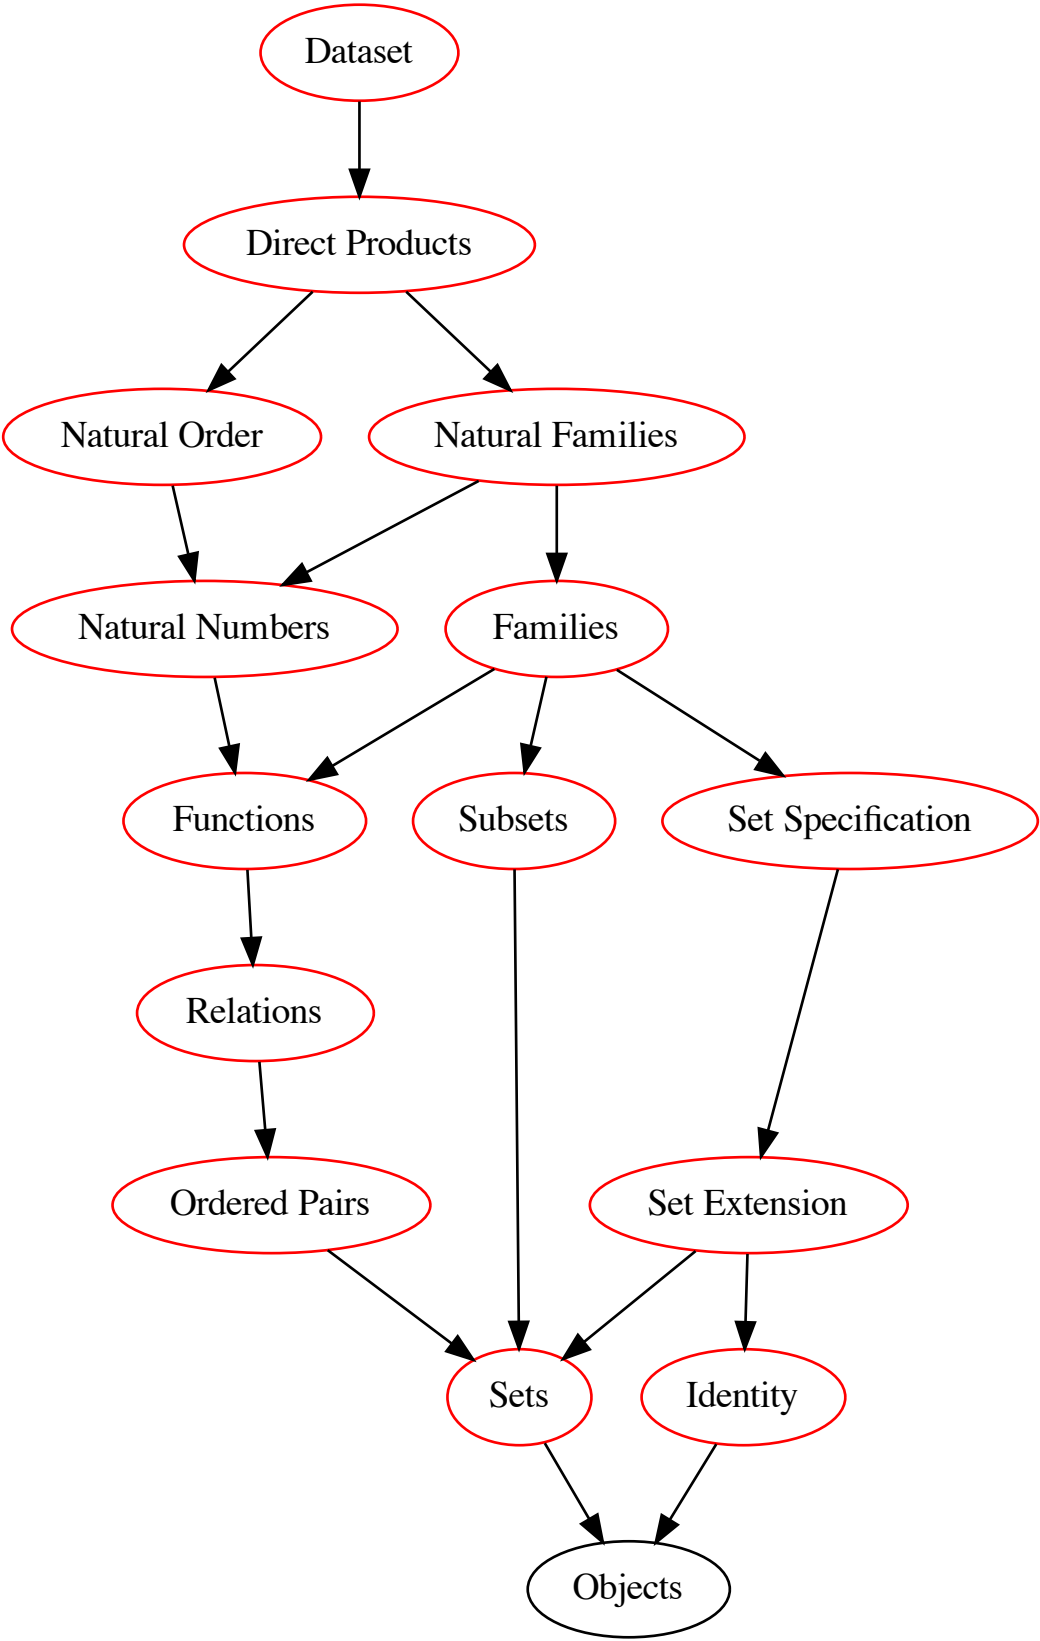 Dataset
Direct Products
Natural Order
Natural Families
Natural Numbers
Families
Functions
Subsets
Set Specification
Relations
Ordered Pairs
Set Extension
Sets
Identity
Objects